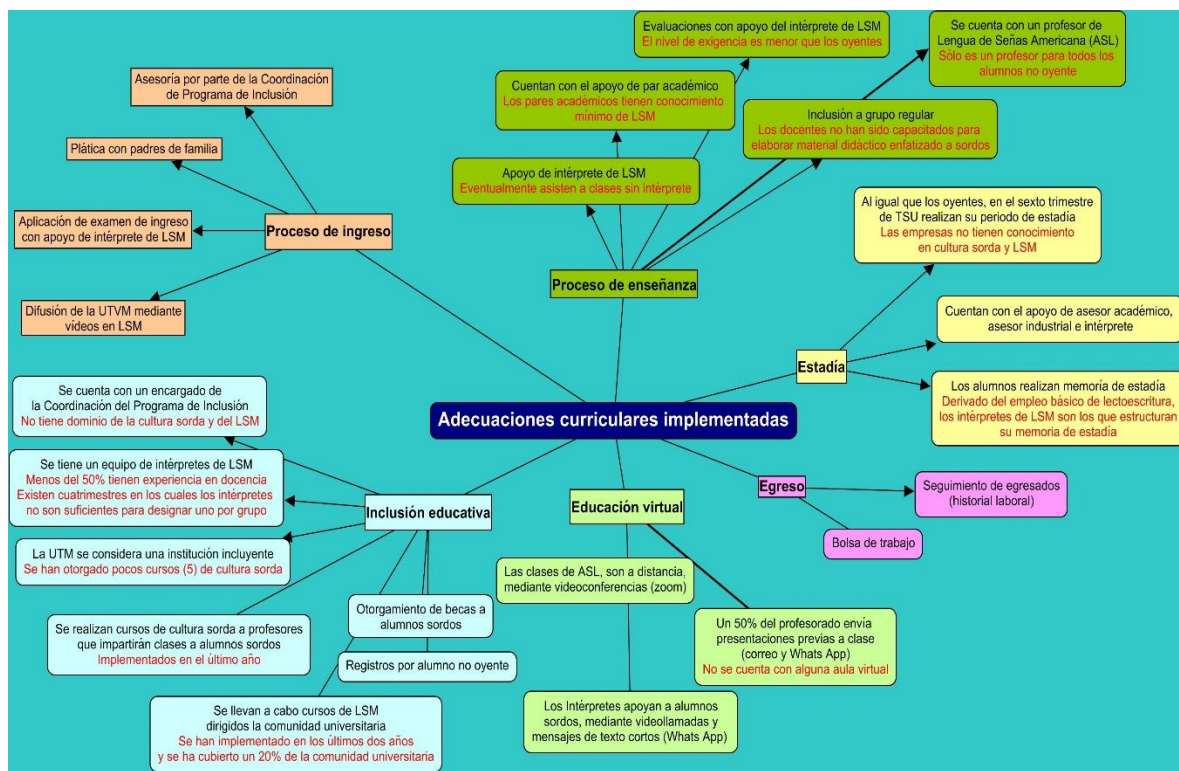 Adecuaciones curriculares implementadas
Proceso de ingreso
Asesoría por parte de la Coordinación
de Programa de Inclusión
Plática con padres de familia
Aplicación de examen de ingreso
con apoyo de intérprete de LSM
Difusión de la UTVM mediante
vídeos en LSM
Proceso de enseñanza
Apoyo de intérprete de LSM
Eventualmente asisten a clases sin intérprete
Cuentan con el apoyo de par académico
Los pares académicos tienen conocimiento
mínimo de LSM
Evaluaciones con apoyo del intérprete de LSM
El nivel de exigencia es menor que los oyentes
Se cuenta con un profesor de
Lengua de Señas Americana (ASL)
Sólo es un profesor para todos los
alumnos no oyente
Inclusión a grupo regular
Los docentes no han sido capacitados para
elaborar material didáctico enfatizado a sordos
Estadía
Al igual que los oyentes, en el sexto trimestre
de TSU realizan su periodo de estadía
Las empresas no tienen conocimiento
en cultura sorda y LSM
Cuentan con el apoyo de asesor académico,
asesor industrial e intérprete
Los alumnos realizan memoría de estadía
Derivado del empleo básico de lectoescritura,
los intérpretes de LSM son los que estructuran
su memoria de estadía
Egreso
Seguimiento de egresados
(historial laboral)
Bolsa de trabajo
Educación virtual
Las clases de ASL, son a distancia,
mediante videoconferencias (zoom)
Un 50% del profesorado envía
presentaciones previas a clase
(correo y Whats App)
No se cuenta con alguna aula virtual
Los Intérpretes apoyan a alumnos
sordos, mediante videollamadas y
mensajes de texto cortos (Whats App)
Inclusión educativa
Se cuenta con un encargado de
la Coordinación del Programa de Inclusión
No tiene dominio de la cultura sorda y del LSM
Se tiene un equipo de intérpretes de LSM
Menos del 50% tienen experiencia en docencia
Existen cuatrimestres en los cuales los intérpretes
no son suficientes para designar uno por grupo
La UTM se considera una institución incluyente
Se han otorgado pocos cursos (5) de cultura sorda
Se realizan cursos de cultura sorda a profesores
que impartirán clases a alumnos sordos
Implementados en el último año
Otorgamiento de becas a
alumnos sordos
Registros por alumno no oyente
Se llevan a cabo cursos de LSM
dirigidos la comunidad universitaria
Se han implementado en los últimos dos años
y se ha cubierto un 20% de la comunidad universitaria